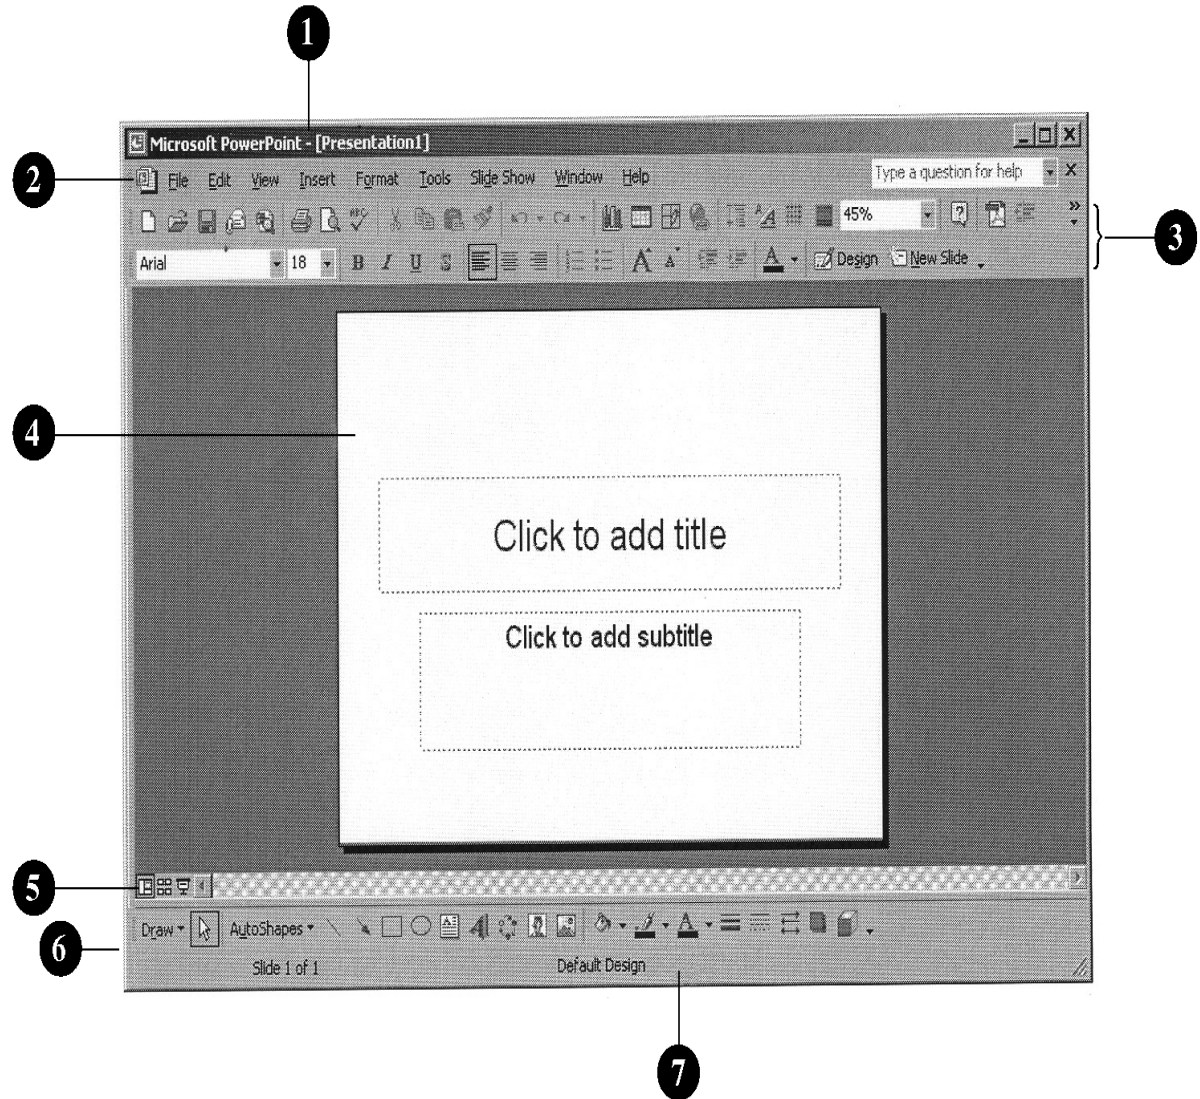 1
Microsoft PowerPoint - [Presentation1]
2
File Edit View Insert Format Tools Slide Show Window Help Type a question for help
ABC 45%
3
Arial 18 B I U S A A A Design New Slide
4
Click to add title
Click to add subtitle
5
Draw AutoShapes A A
6
Slide 1 of 1 Default Design
7